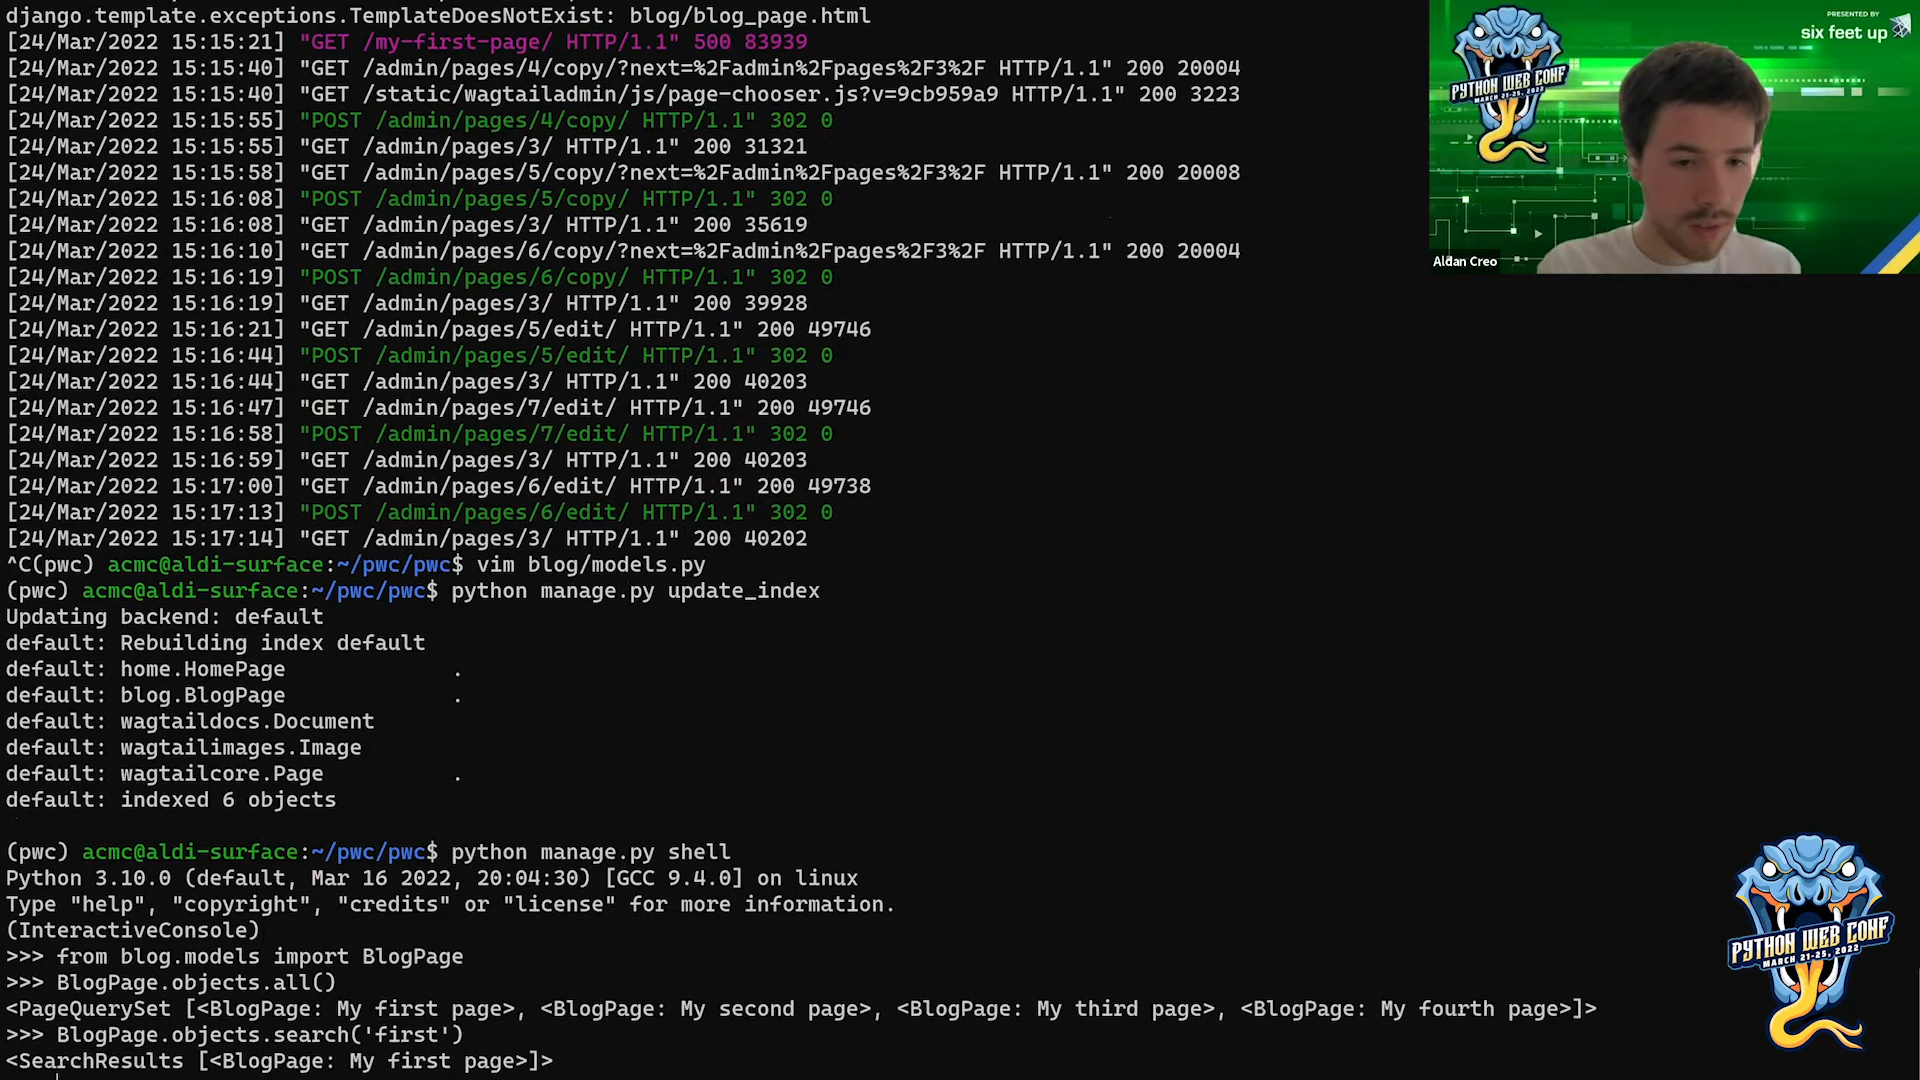 django.template.exceptions.TemplateDoesNotExist: blog/blog_page.html
[24/Mar/2022 15:15:21] "GET /my-first-page/ HTTP/1.1" 500 83939
[24/Mar/2022 15:15:40] "GET /admin/pages/4/copy/?next=%2Fadmin%2Fpages%2F3%2F HTTP/1.1" 200 20004
[24/Mar/2022 15:15:40] "GET /static/wagtailadmin/js/page-chooser.js?v=9cb959a9 HTTP/1.1" 200 3223
[24/Mar/2022 15:15:55] "POST /admin/pages/4/copy/ HTTP/1.1" 302 0
[24/Mar/2022 15:15:55] "GET /admin/pages/3/ HTTP/1.1" 200 31321
[24/Mar/2022 15:15:58] "GET /admin/pages/5/copy/?next=%2Fadmin%2Fpages%2F3%2F HTTP/1.1" 200 20008
[24/Mar/2022 15:16:08] "POST /admin/pages/5/copy/ HTTP/1.1" 302 0
[24/Mar/2022 15:16:08] "GET /admin/pages/3/ HTTP/1.1" 200 35619
[24/Mar/2022 15:16:10] "GET /admin/pages/6/copy/?next=%2Fadmin%2Fpages%2F3%2F HTTP/1.1" 200 20004
[24/Mar/2022 15:16:19] "POST /admin/pages/6/copy/ HTTP/1.1" 302 0
[24/Mar/2022 15:16:19] "GET /admin/pages/3/ HTTP/1.1" 200 39928
[24/Mar/2022 15:16:21] "GET /admin/pages/5/edit/ HTTP/1.1" 200 49746
[24/Mar/2022 15:16:44] "POST /admin/pages/5/edit/ HTTP/1.1" 302 0
[24/Mar/2022 15:16:44] "GET /admin/pages/3/ HTTP/1.1" 200 40203
[24/Mar/2022 15:16:47] "GET /admin/pages/7/edit/ HTTP/1.1" 200 49746
[24/Mar/2022 15:16:58] "POST /admin/pages/7/edit/ HTTP/1.1" 302 0
[24/Mar/2022 15:16:59] "GET /admin/pages/3/ HTTP/1.1" 200 40203
[24/Mar/2022 15:17:00] "GET /admin/pages/6/edit/ HTTP/1.1" 200 49738
[24/Mar/2022 15:17:13] "POST /admin/pages/6/edit/ HTTP/1.1" 302 0
[24/Mar/2022 15:17:14] "GET /admin/pages/3/ HTTP/1.1" 200 40202
^C(pwc) acmc@aldi-surface:~/pwc/pwc$ vim blog/models.py
(pwc) acmc@aldi-surface:~/pwc/pwc$ python manage.py update_index
Updating backend: default
default: Rebuilding index default
default: home.HomePage .
default: blog.BlogPage .
default: wagtaildocs.Document
default: wagtailimages.Image
default: wagtailcore.Page .
default: indexed 6 objects
(pwc) acmc@aldi-surface:~/pwc/pwc$ python manage.py shell
Python 3.10.0 (default, Mar 16 2022, 20:04:30) [GCC 9.4.0] on linux
Type "help", "copyright", "credits" or "license" for more information.
(InteractiveConsole)
>>> from blog.models import BlogPage
>>> BlogPage.objects.all()
<PageQuerySet [<BlogPage: My first page>, <BlogPage: My second page>, <BlogPage: My third page>, <BlogPage: My fourth page>]>
>>> BlogPage.objects.search('first')
<SearchResults [<BlogPage: My first page>]>
PYTHON WEB CONF
MARCH 21-25, 2022
PRESENTED BY
six feet up
Aldan Creo
PYTHON WEB CONF
MARCH 21-25, 2022